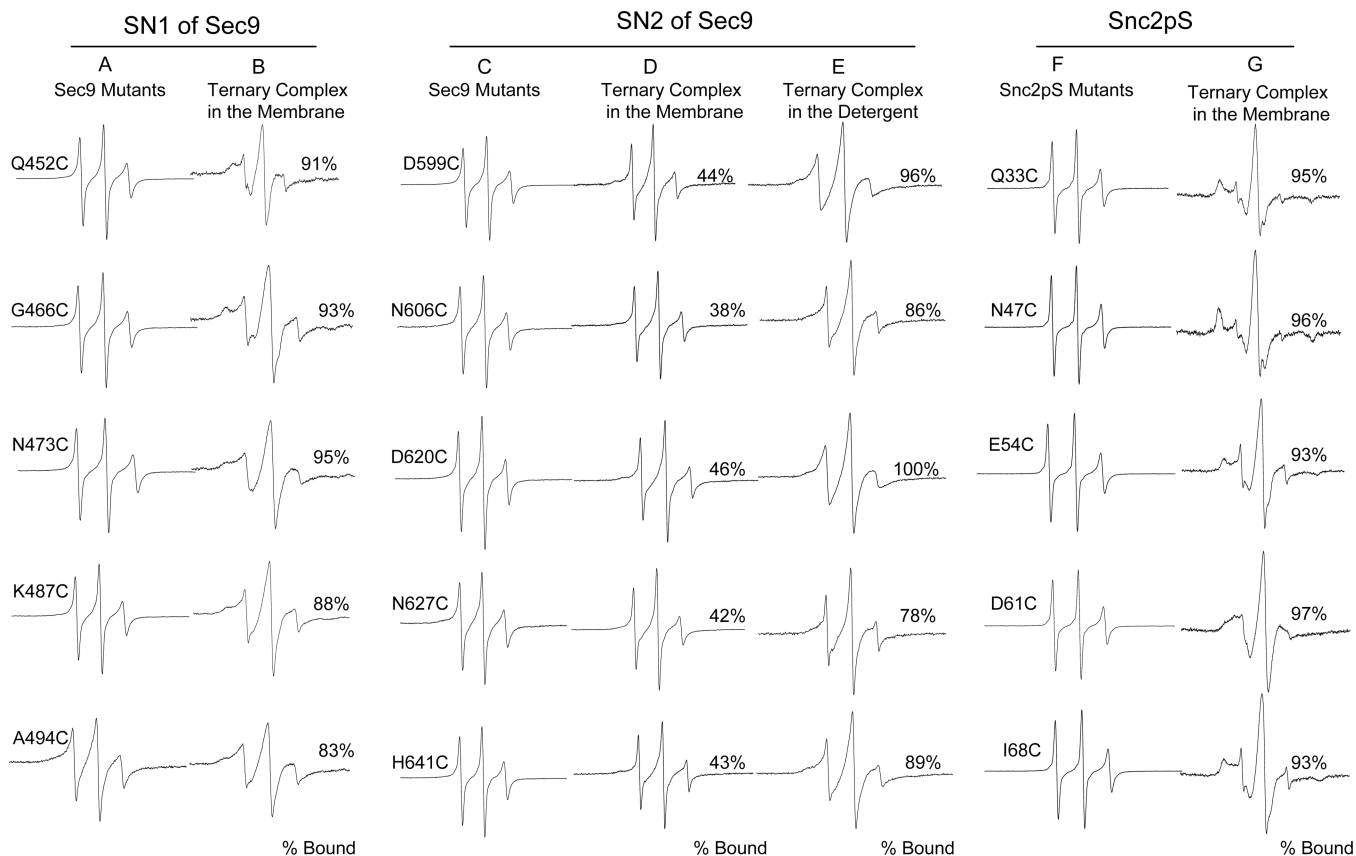 SN1 of Sec9
SN2 of Sec9
Snc2pS
A
B
C
D
E
F
G
Sec9 Mutants
Ternary Complex
in the Membrane
Sec9 Mutants
Ternary Complex
in the Membrane
Ternary Complex
in the Detergent
Snc2pS Mutants
Ternary Complex
in the Membrane
Q452C
91%
D599C
44%
96%
Q33C
95%
G466C
93%
N606C
38%
86%
N47C
96%
N473C
95%
D620C
46%
100%
E54C
93%
K487C
88%
N627C
42%
78%
D61C
97%
A494C
83%
H641C
43%
89%
I68C
93%
% Bound
% Bound
% Bound
% Bound